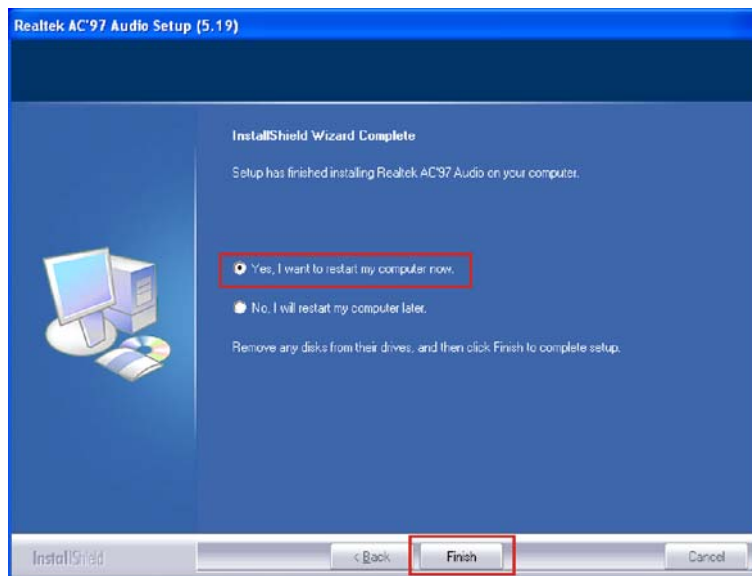 Realtek AC'97 Audio Setup (5.19)
InstallShield Wizard Complete
Setup has finished installing Realtek AC'97 Audio on your computer.
Yes, I want to restart my computer now.
No, I will restart my computer later.
Remove any disks from their drives, and then click Finish to complete setup.
InstallShield
< Back
Finish
Cancel